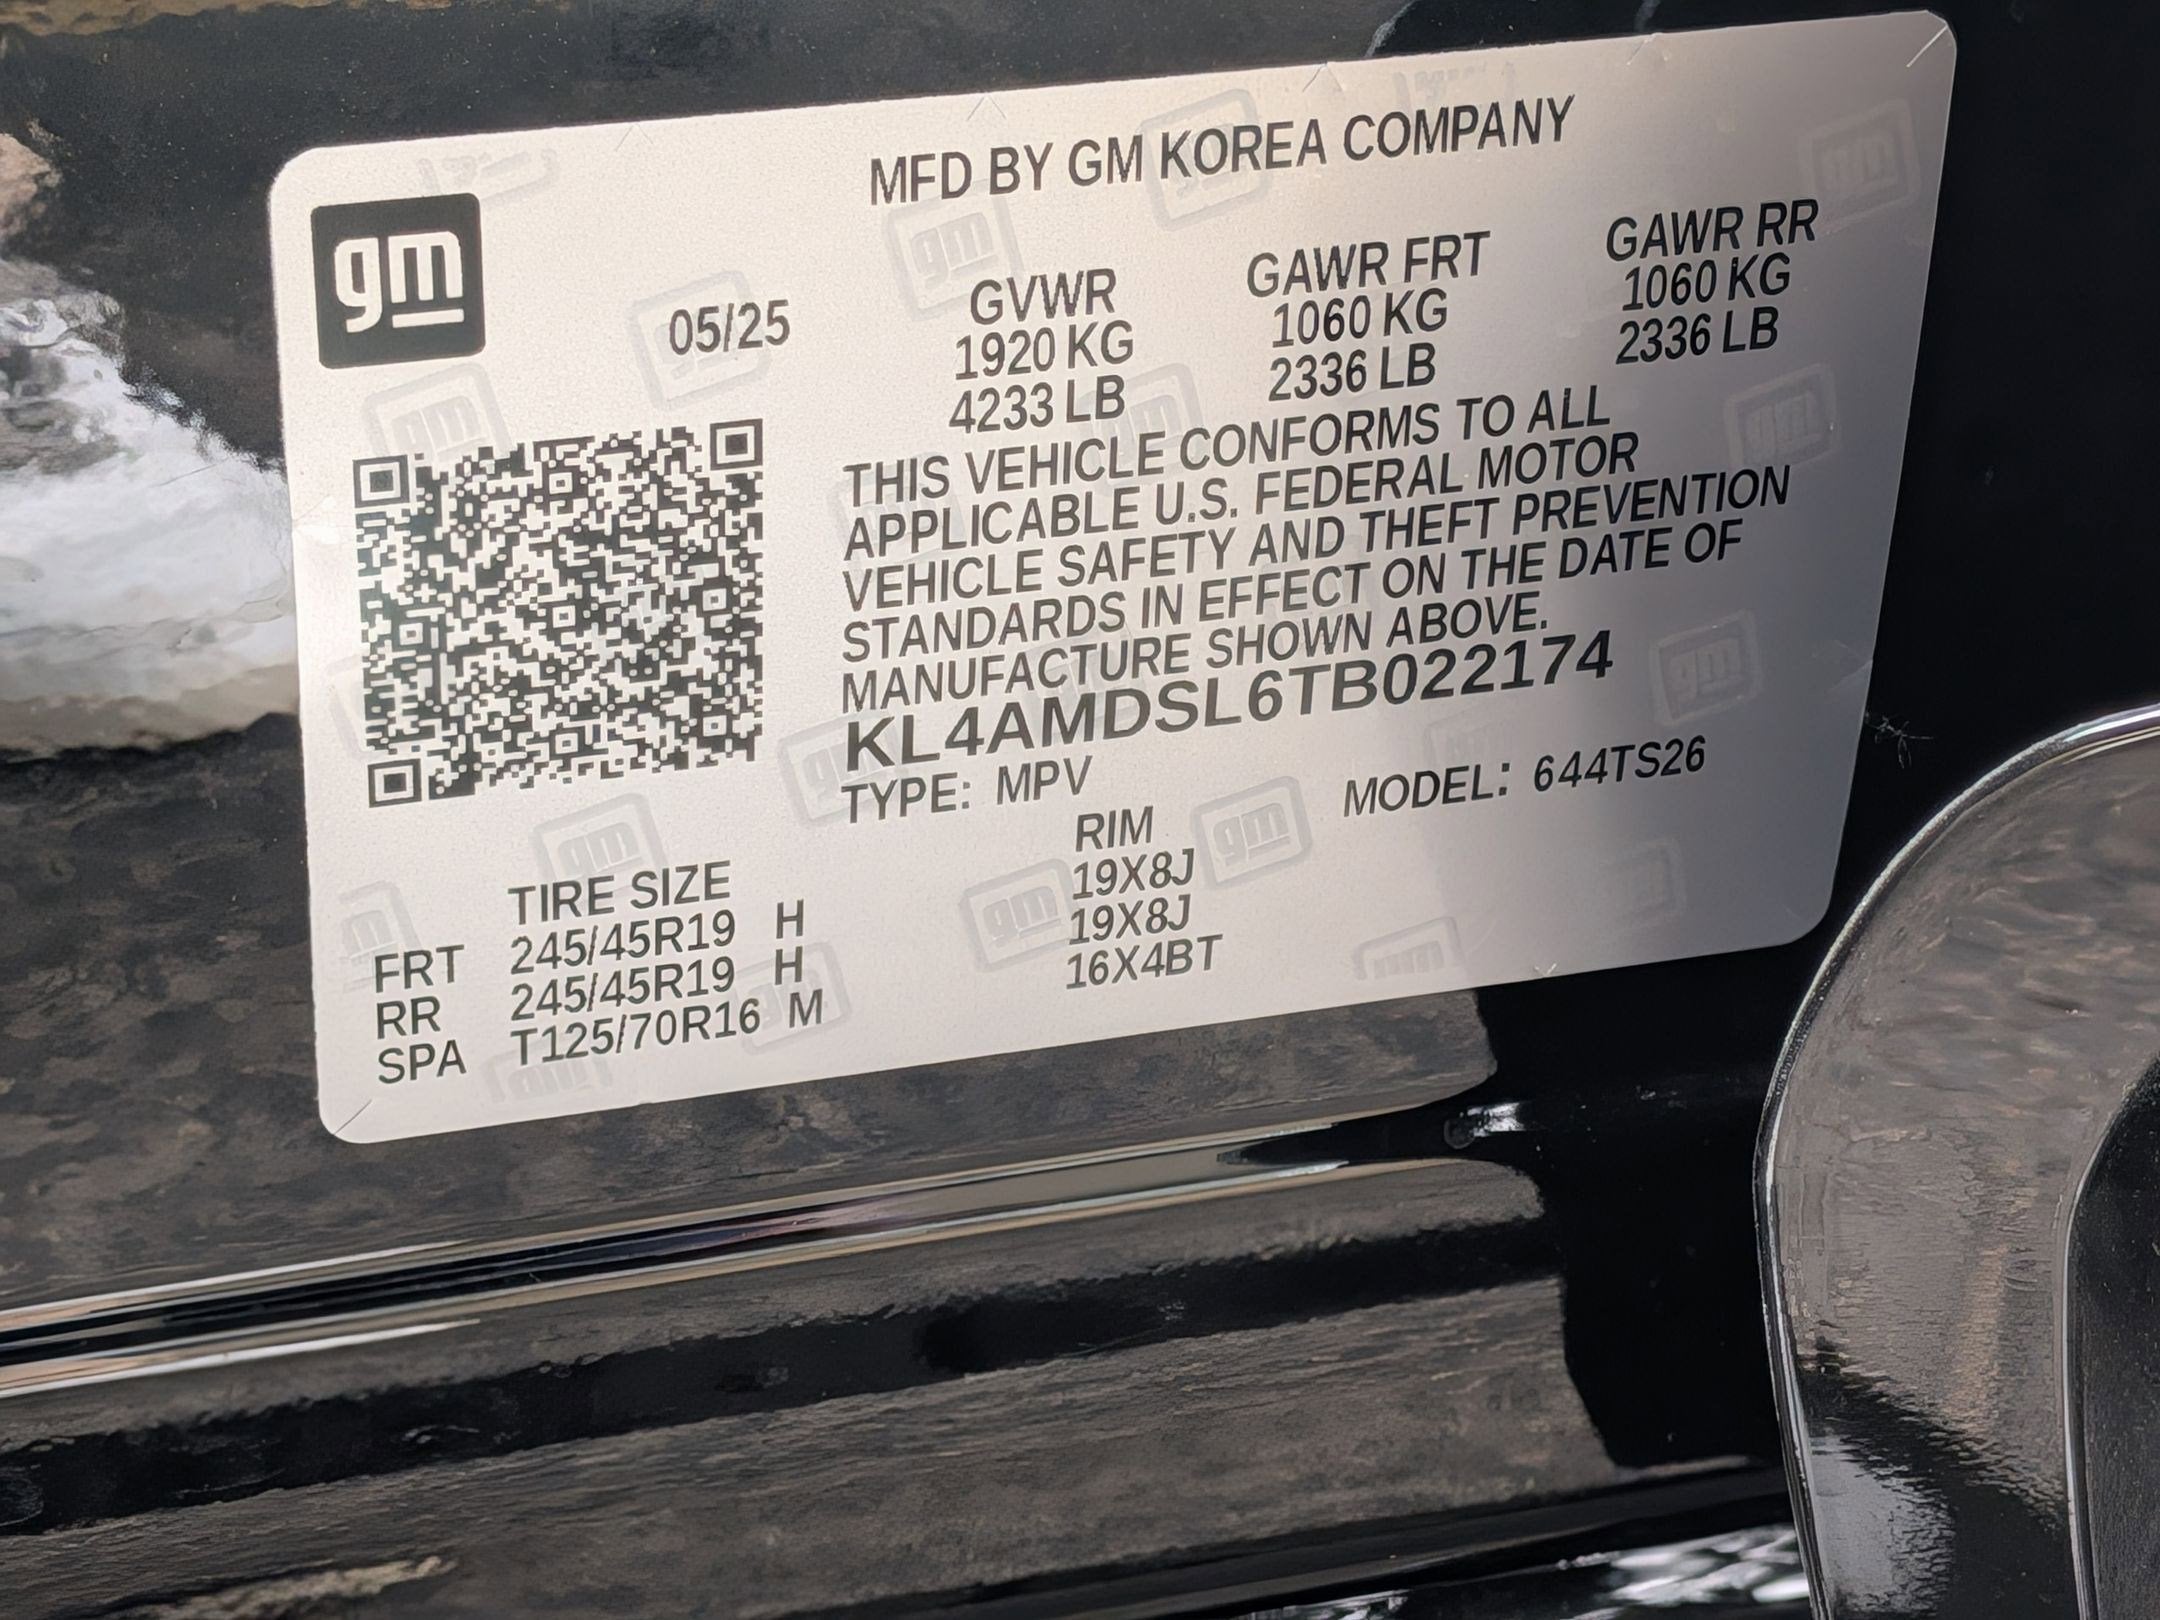 gm
MFD BY GM KOREA COMPANY
05/25
GVWR
1920 KG
4233 LB
GAWR FRT
1060 KG
2336 LB
GAWR RR
1060 KG
2336 LB
THIS VEHICLE CONFORMS TO ALL
APPLICABLE U.S. FEDERAL MOTOR
VEHICLE SAFETY AND THEFT PREVENTION
STANDARDS IN EFFECT ON THE DATE OF
MANUFACTURE SHOWN ABOVE.
KL4AMDSL6TB022174
TYPE: MPV MODEL: 644TS26
TIRE SIZE RIM
FRT 245/45R19 H 19X8J
RR 245/45R19 H 19X8J
SPA T125/70R16 M 16X4BT